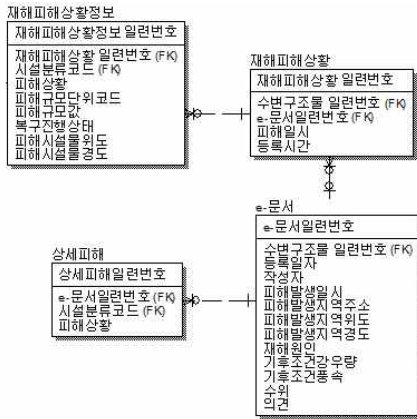 재해피해상황정보
재해피해상황정보 일련번호
재해피해상황 일련번호 (FK)
시설분류코드 (FK)
피해상황
피해규모단위코드
피해규모값
복구진행상태
피해시설물위도
피해시설물경도
재해피해상황
재해피해상황 일련번호
수변구조물 일련번호 (FK)
e-문서일련번호 (FK)
피해일시
등록시간
e-문서
e-문서일련번호
수변구조물 일련번호 (FK)
등록일자
작성자
피해발생일시
피해발생지역주소
피해발생지역위도
피해발생지역경도
재해원인
기후조건강우량
기후조건풍속
수위
의견
상세피해
상세피해일련번호
e-문서일련번호 (FK)
시설분류코드 (FK)
피해상황